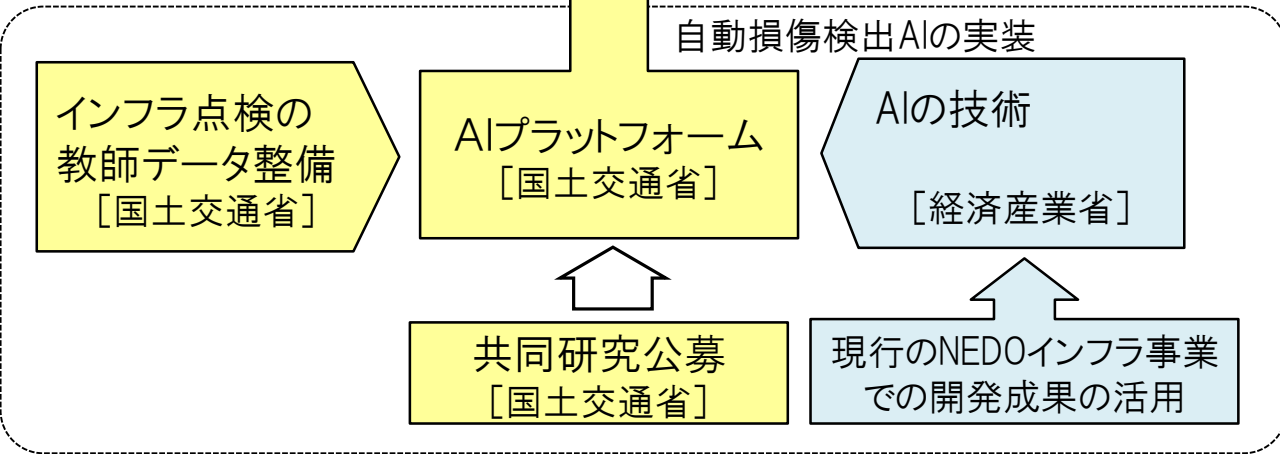 自動損傷検出AIの実装
インフラ点検の
教師データ整備
［国土交通省］
AIプラットフォーム
［国土交通省］
AIの技術
［経済産業省］
共同研究公募
［国土交通省］
現行のNEDOインフラ事業
での開発成果の活用